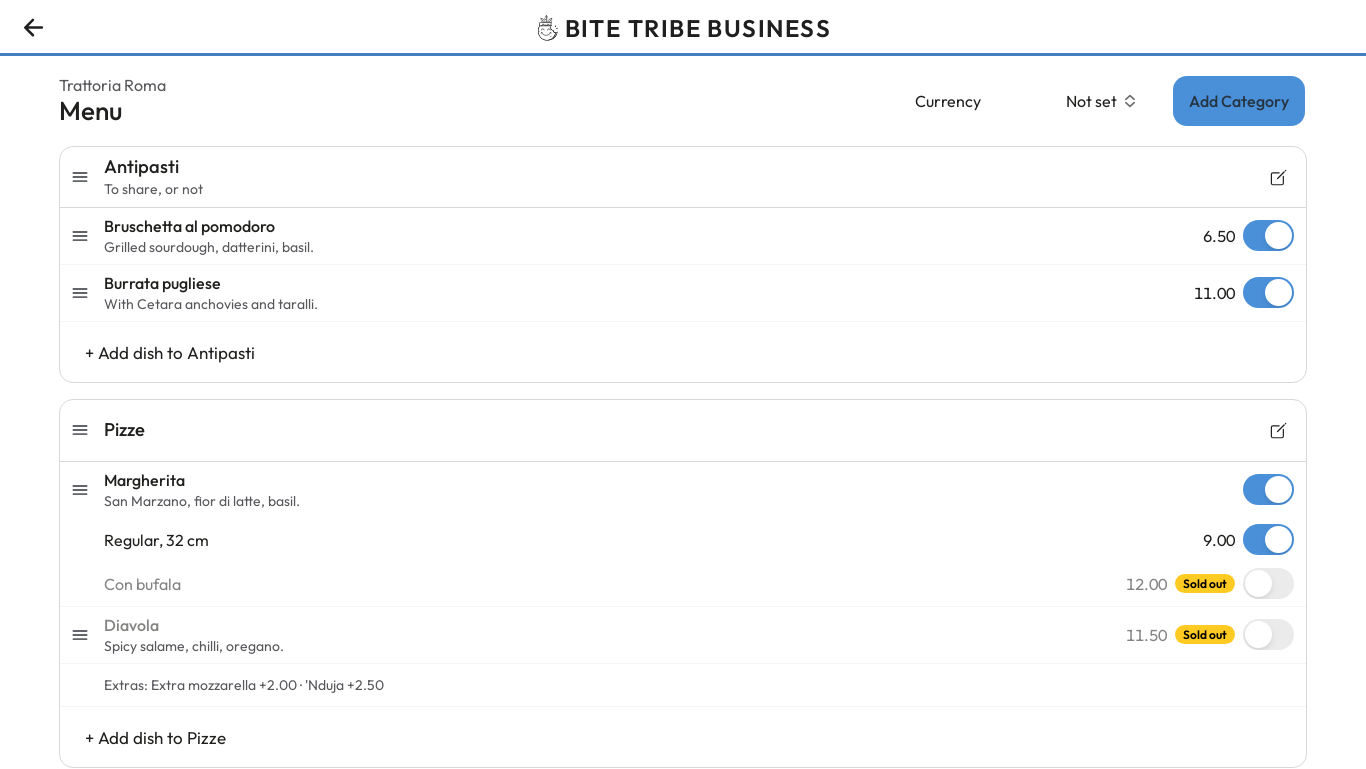 BITE TRIBE BUSINESS
Trattoria Roma
Menu
Currency
Not set
Add Category
Antipasti
To share, or not
Bruschetta al pomodoro
Grilled sourdough, datterini, basil.
6.50
Burrata pugliese
With Cetara anchovies and taralli.
11.00
+ Add dish to Antipasti
Pizze
Margherita
San Marzano, fior di latte, basil.
Regular, 32 cm
9.00
Con bufala
12.00
Sold out
Diavola
Spicy salame, chilli, oregano.
11.50
Sold out
Extras: Extra mozzarella +2.00 · 'Nduja +2.50
+ Add dish to Pizze